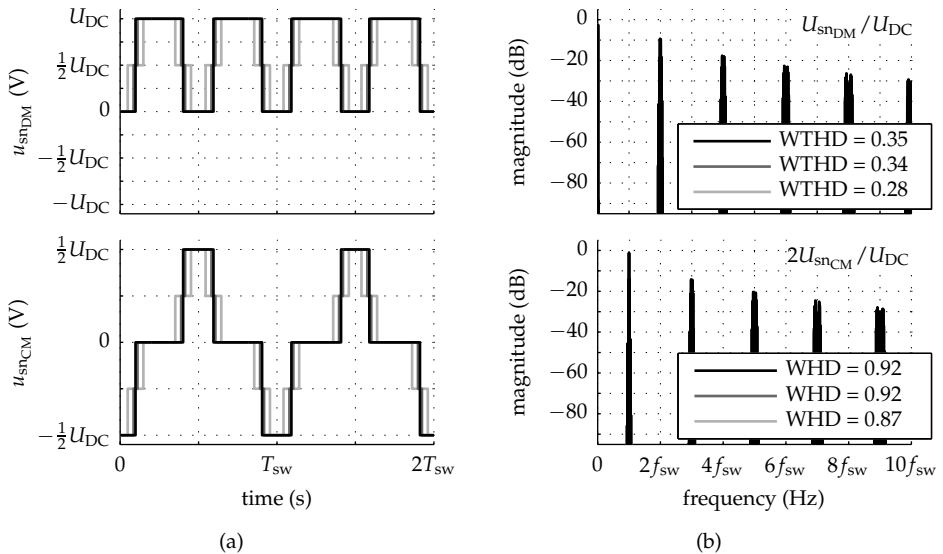 u_snDM (V)
U_DC
½U_DC
0
−½U_DC
−U_DC
magnitude (dB)
0
−20
−40
−60
−80
U_snDM/U_DC
WTHD = 0.35
WTHD = 0.34
WTHD = 0.28
u_snCM (V)
½U_DC
0
−½U_DC
0
T_sw
2T_sw
time (s)
(a)
magnitude (dB)
0
−20
−40
−60
−80
2U_snCM/U_DC
WHD = 0.92
WHD = 0.92
WHD = 0.87
0
2f_sw
4f_sw
6f_sw
8f_sw
10f_sw
frequency (Hz)
(b)